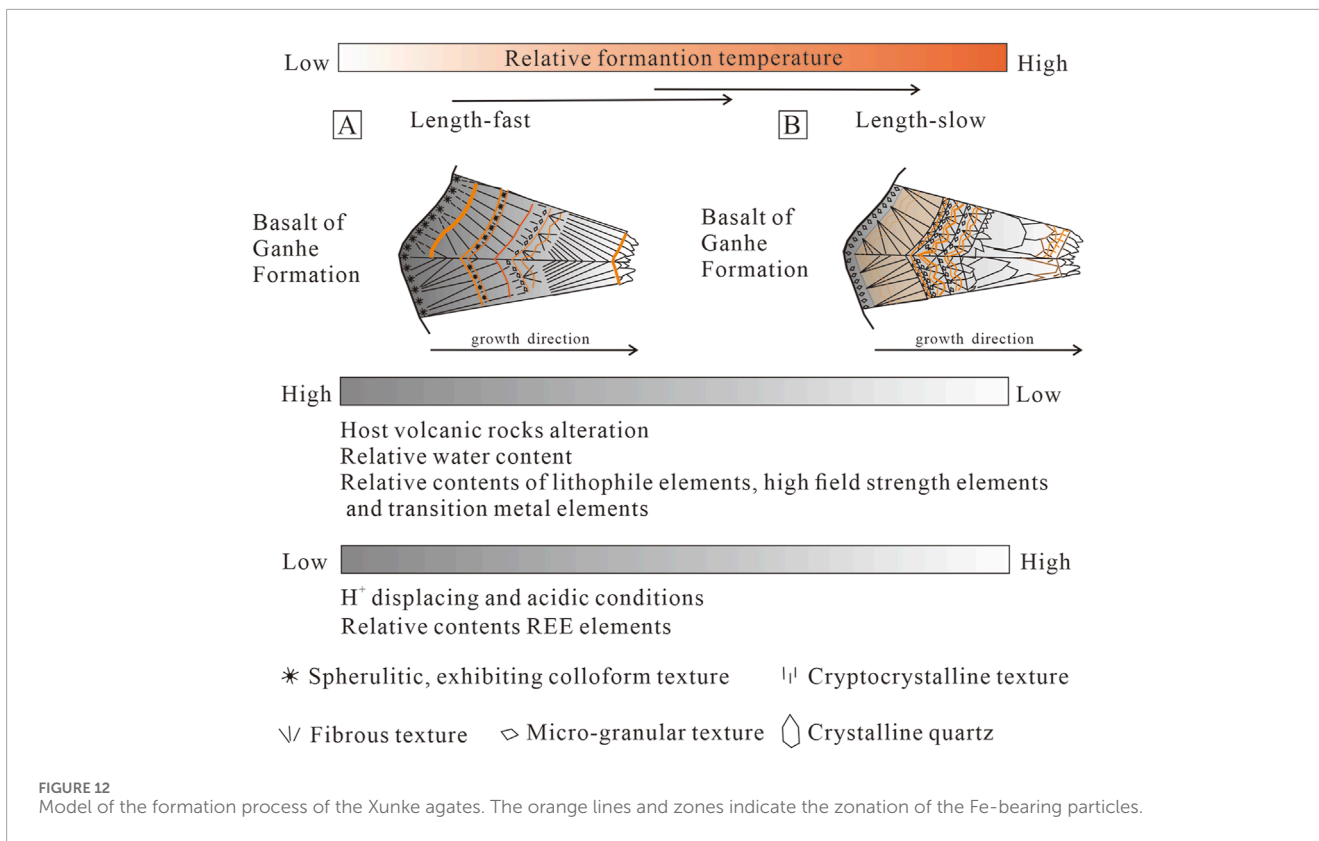 Low Relative formantion temperature High
A Length-fast B Length-slow
Basalt of
Ganhe
Formation
Basalt of
Ganhe
Formation
growth direction growth direction
High Low
Host volcanic rocks alteration
Relative water content
Relative contents of lithophile elements, high field strength elements
and transition metal elements
Low High
H⁺ displacing and acidic conditions
Relative contents REE elements
Spherulitic, exhibiting colloform texture Cryptocrystalline texture
Fibrous texture Micro-granular texture Crystalline quartz
FIGURE 12
Model of the formation process of the Xunke agates. The orange lines and zones indicate the zonation of the Fe-bearing particles.